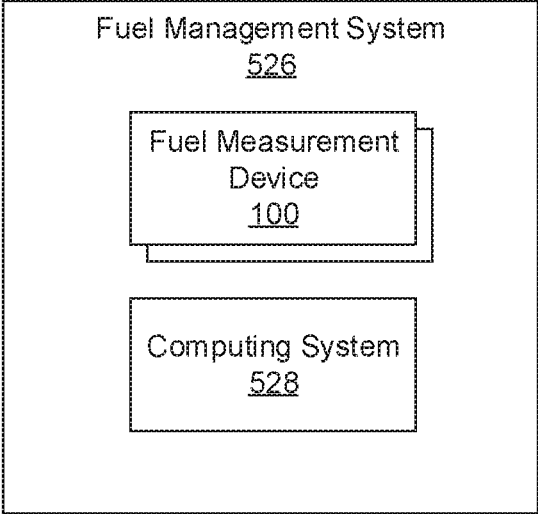 Fuel Management System
526
Fuel Measurement
Device
100
Computing System
528